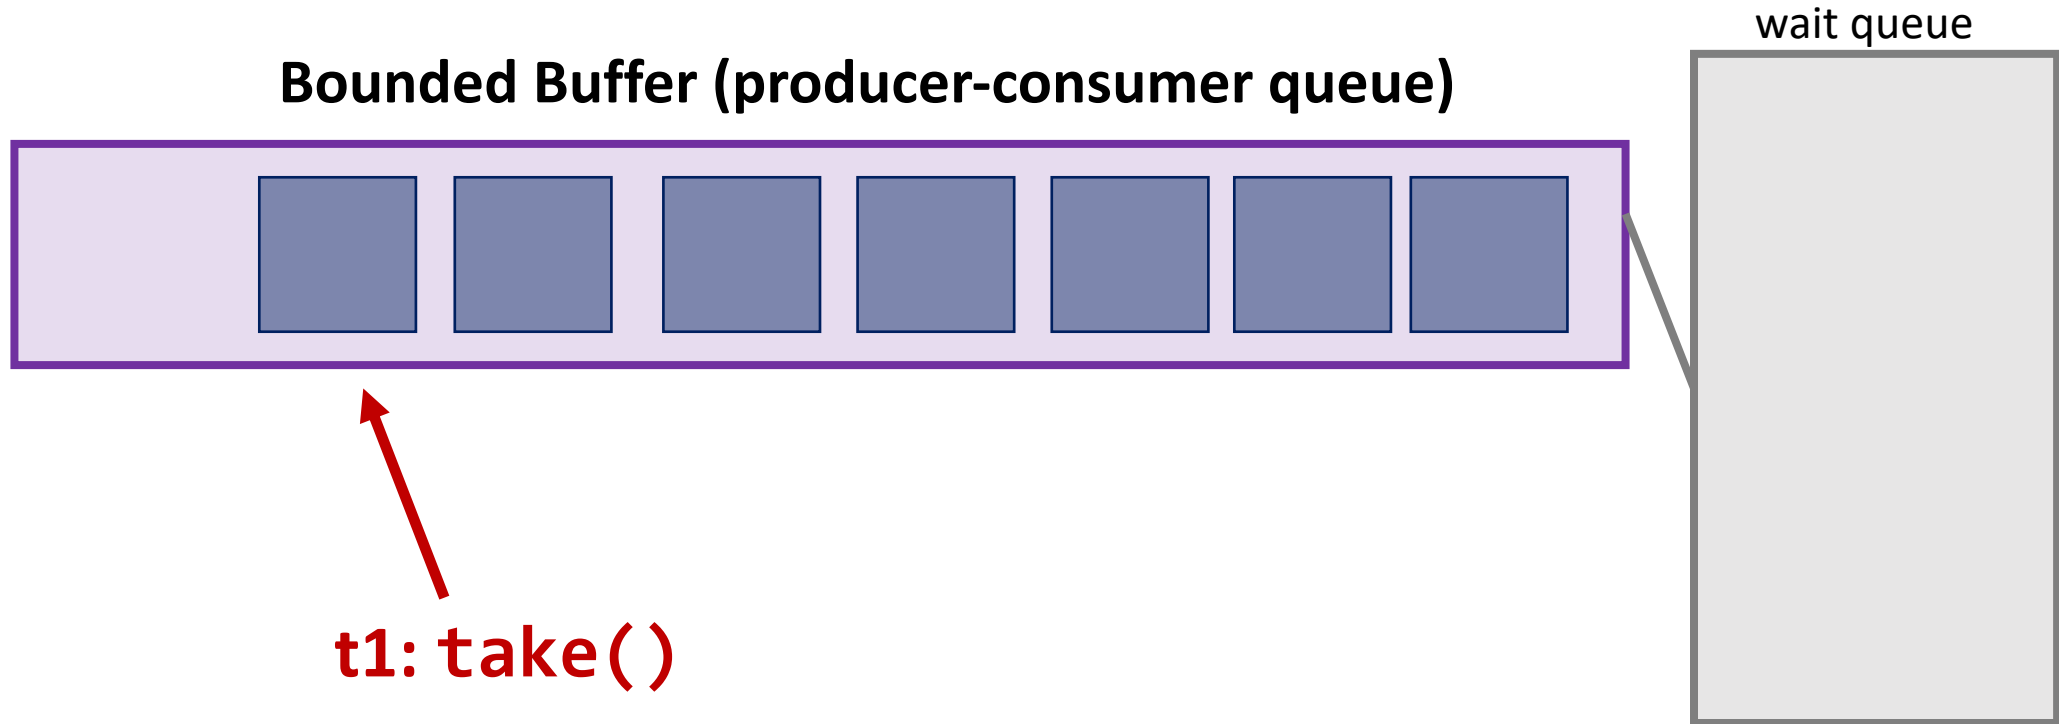 wait queue
Bounded Buffer (producer-consumer queue)
t1: take()